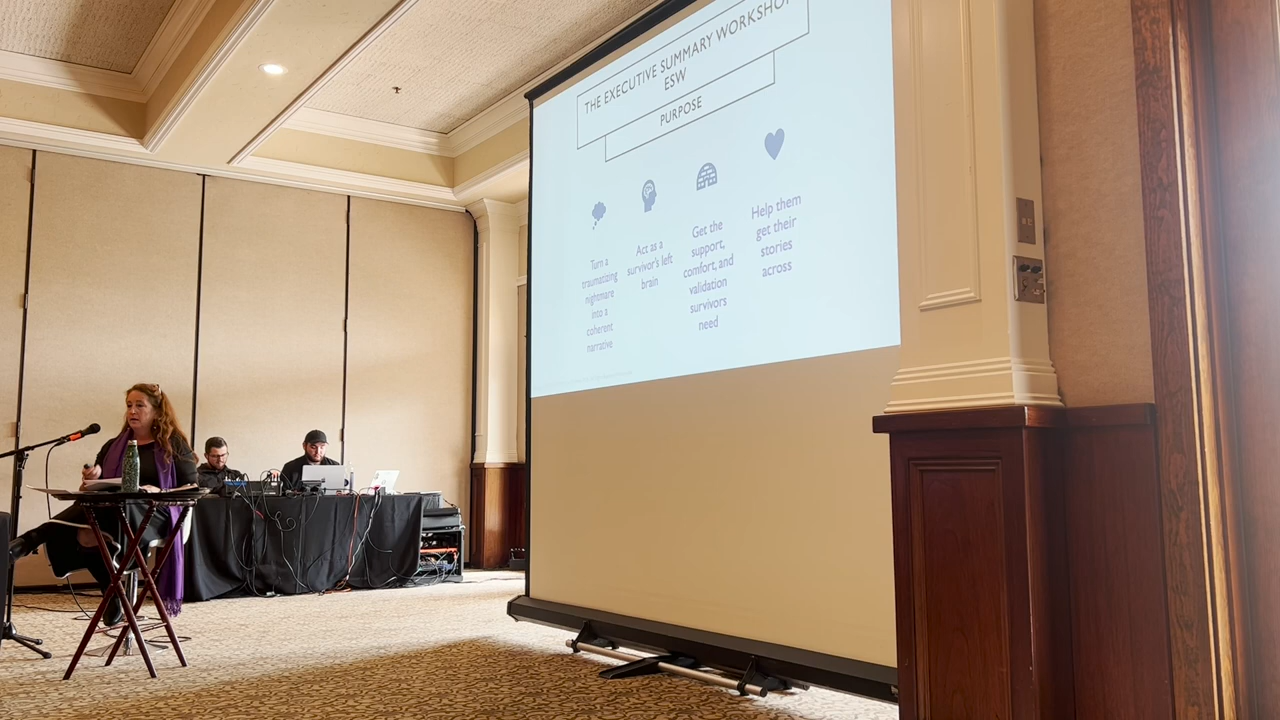 THE EXECUTIVE SUMMARY WORKSHOP
ESW
PURPOSE
Turn a
traumatizing
nightmare
into a
coherent
narrative
Act as a
survivor's left
brain
Get the
support,
comfort, and
validation
survivors
need
Help them
get their
stories
across